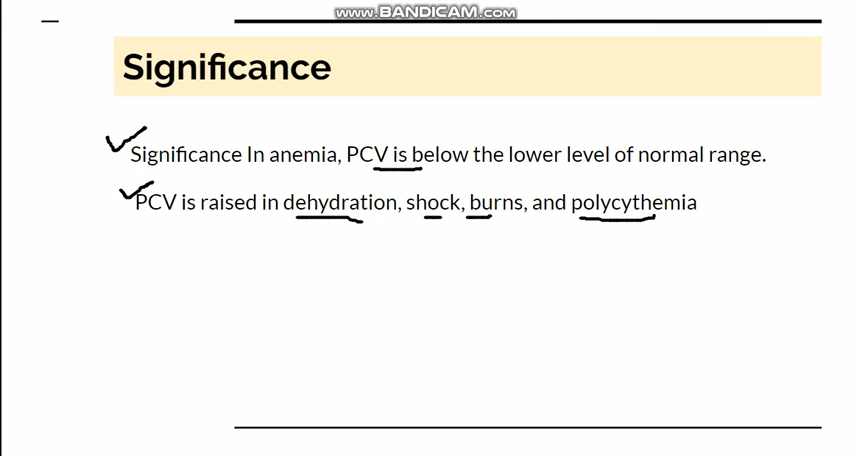 www.BANDICAM.com
Significance
Significance In anemia, PCV is below the lower level of normal range.
PCV is raised in dehydration, shock, burns, and polycythemia